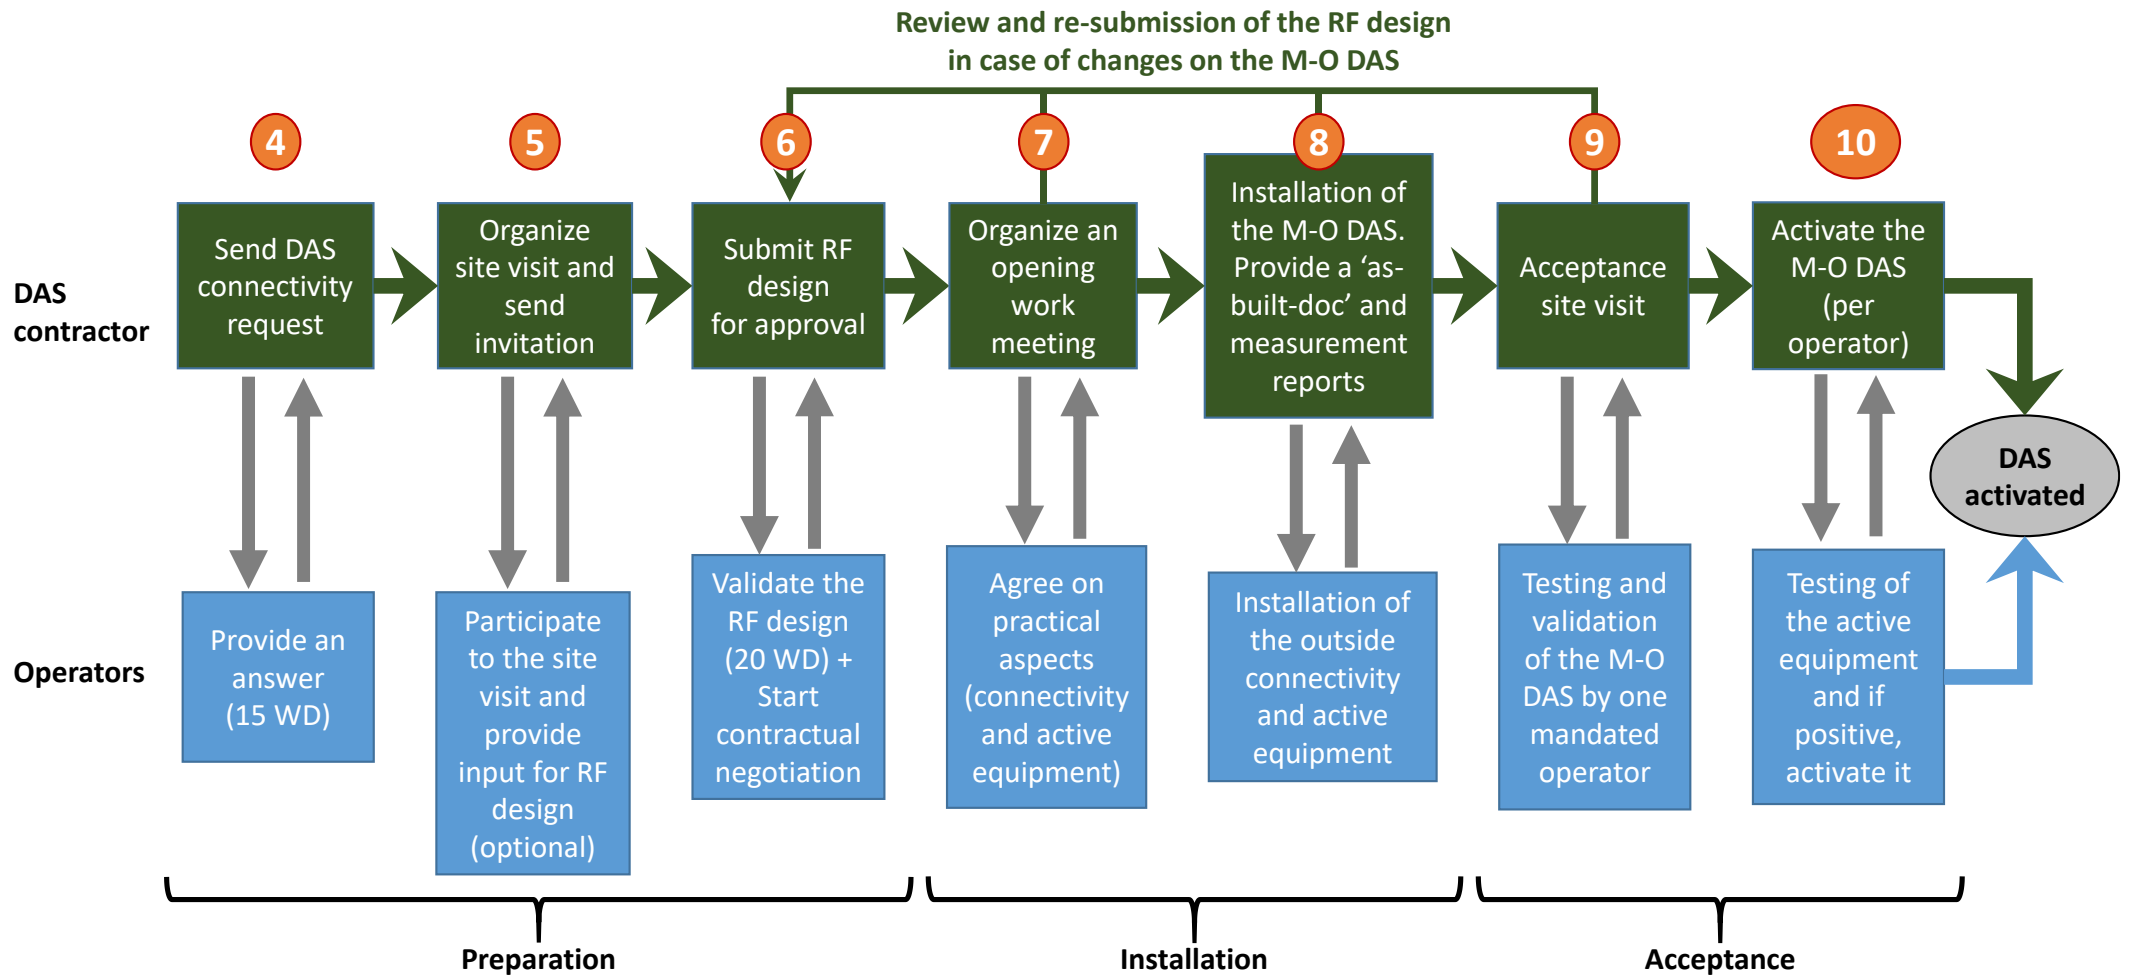 Review and re-submission of the RF design
in case of changes on the M-O DAS
4
5
6
7
8
9
10
DAS
contractor
Send DAS
connectivity
request
Organize
site visit and
send
invitation
Submit RF
design
for approval
Organize an
opening
work
meeting
Installation of
the M-O DAS.
Provide a ‘as-
built-doc’ and
measurement
reports
Acceptance
site visit
Activate the
M-O DAS
(per
operator)
DAS
activated
Operators
Provide an
answer
(15 WD)
Participate
to the site
visit and
provide
input for RF
design
(optional)
Validate the
RF design
(20 WD) +
Start
contractual
negotiation
Agree on
practical
aspects
(connectivity
and active
equipment)
Installation of
the outside
connectivity
and active
equipment
Testing and
validation
of the M-O
DAS by one
mandated
operator
Testing of
the active
equipment
and if
positive,
activate it
Preparation
Installation
Acceptance